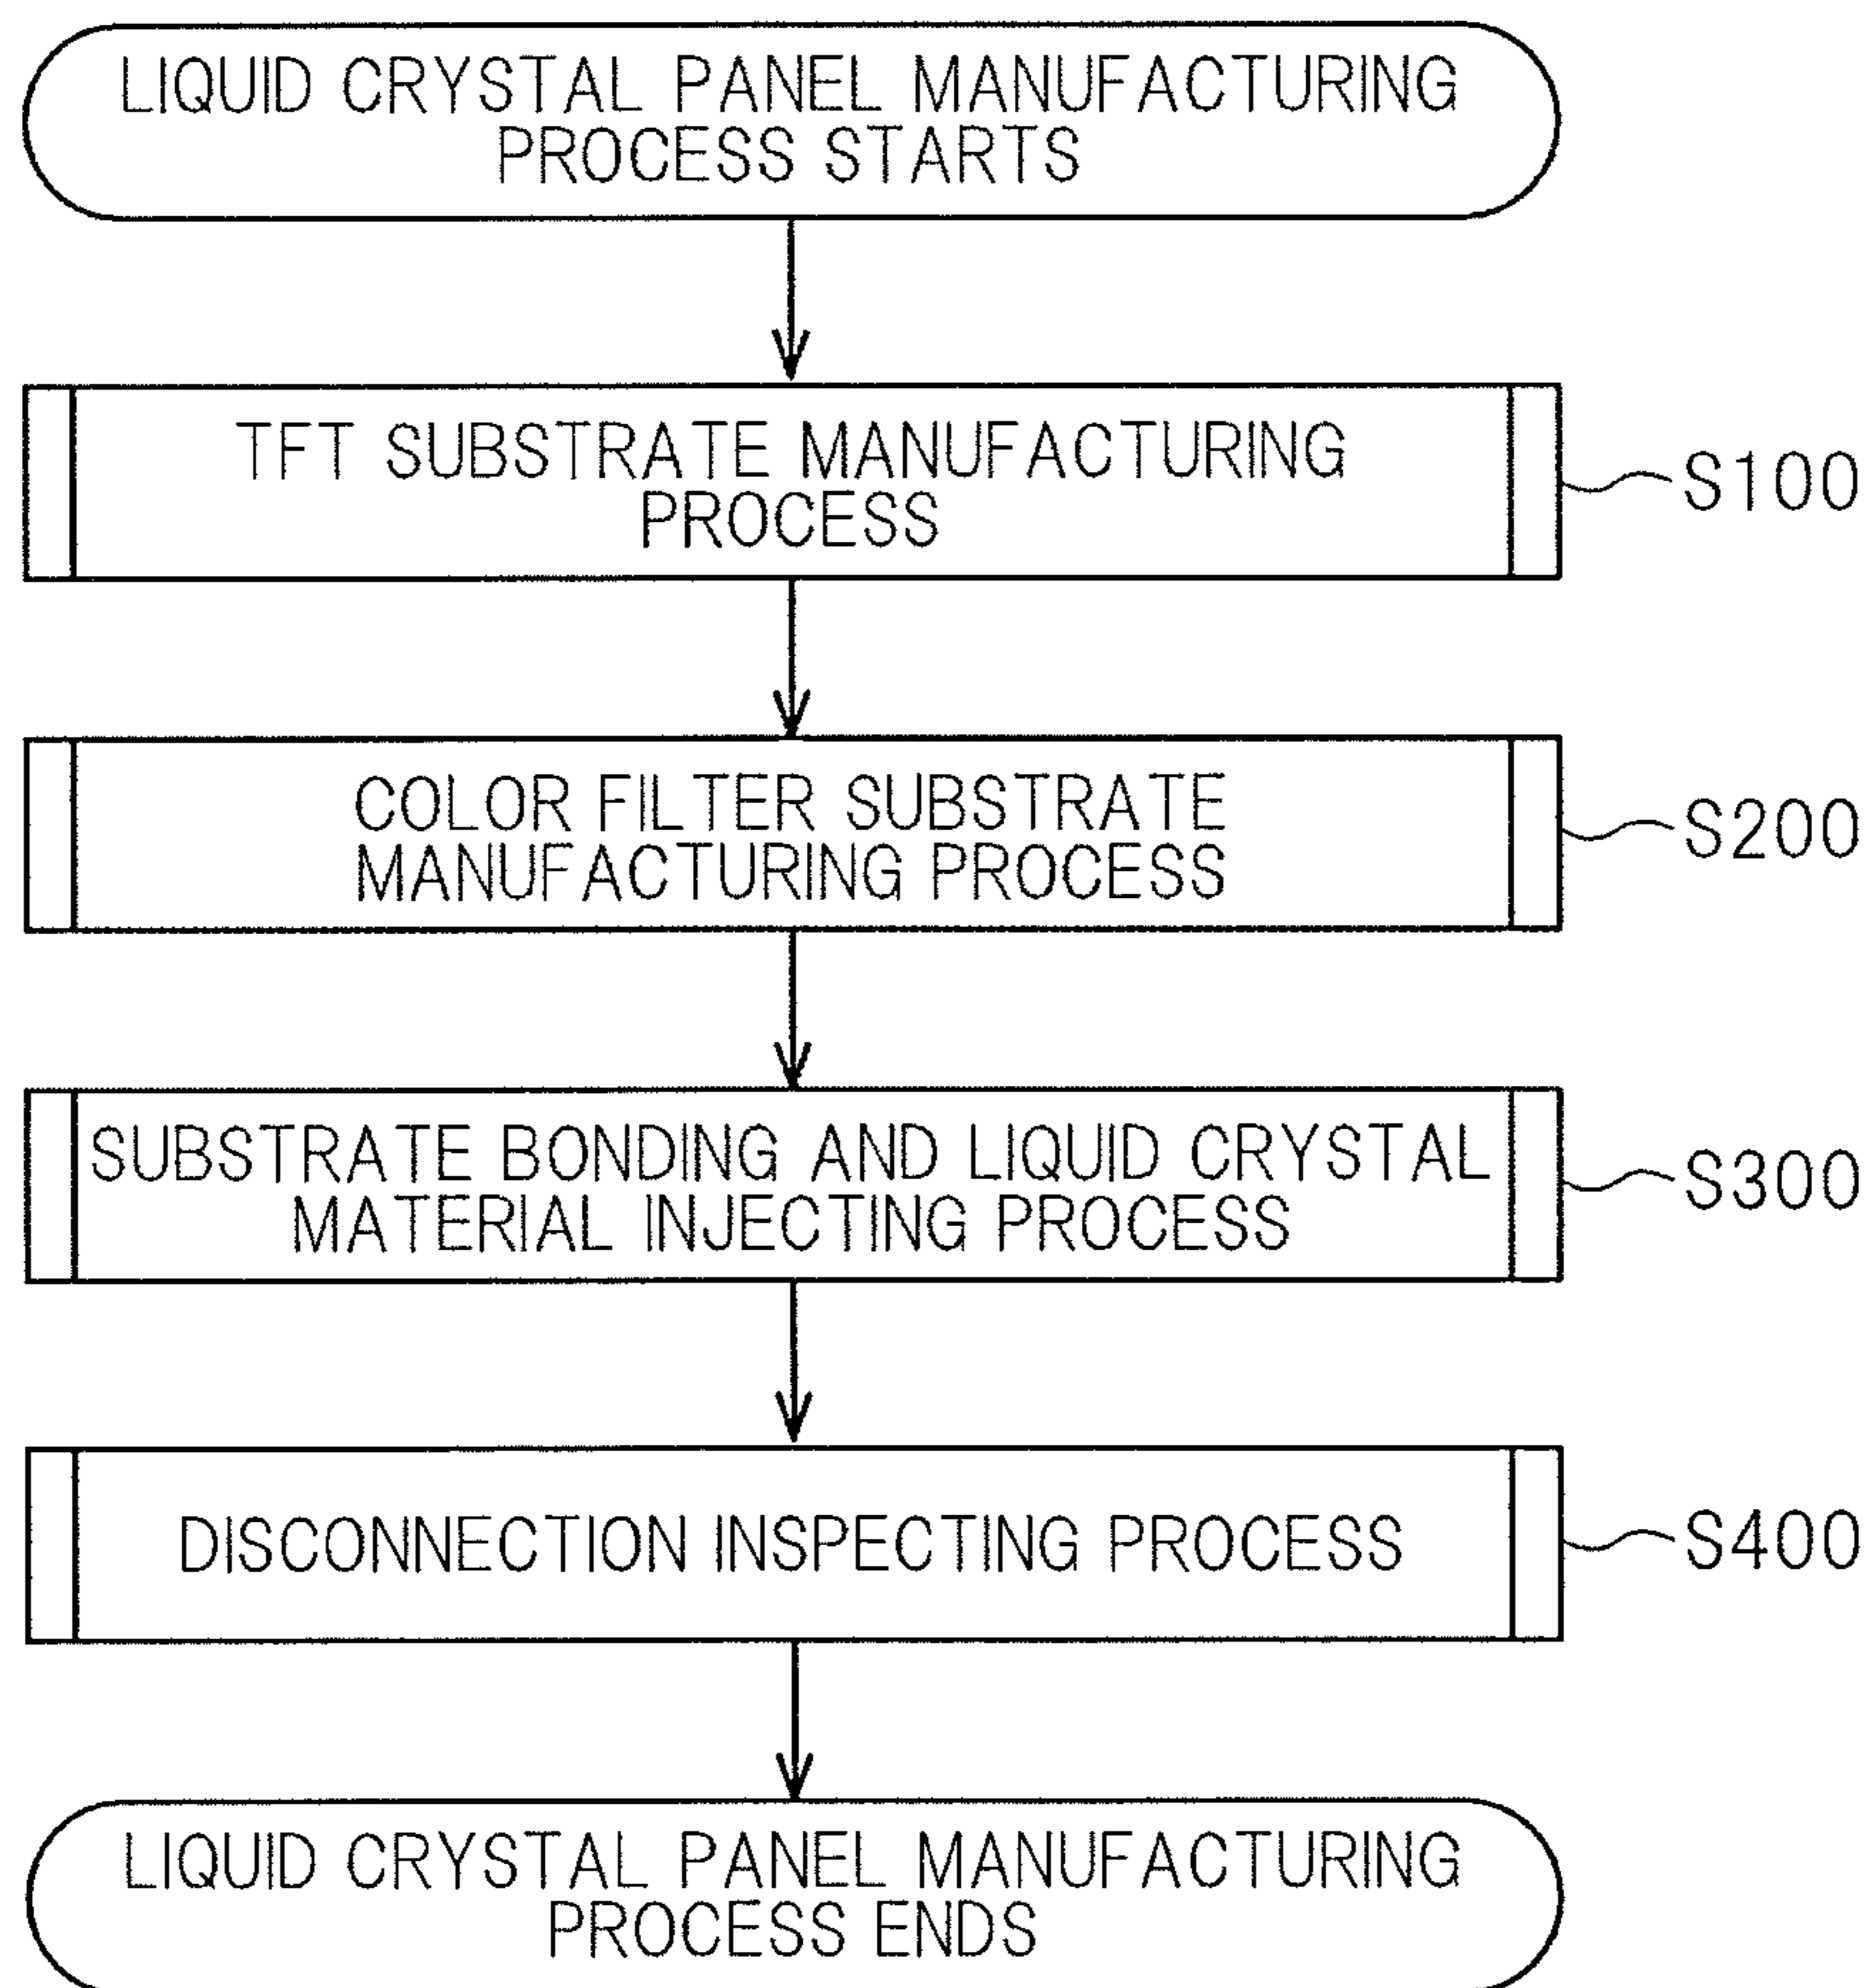 LIQUID CRYSTAL PANEL MANUFACTURING
PROCESS STARTS
TFT SUBSTRATE MANUFACTURING
PROCESS
S100
COLOR FILTER SUBSTRATE
MANUFACTURING PROCESS
S200
SUBSTRATE BONDING AND LIQUID CRYSTAL
MATERIAL INJECTING PROCESS
S300
DISCONNECTION INSPECTING PROCESS
S400
LIQUID CRYSTAL PANEL MANUFACTURING
PROCESS ENDS